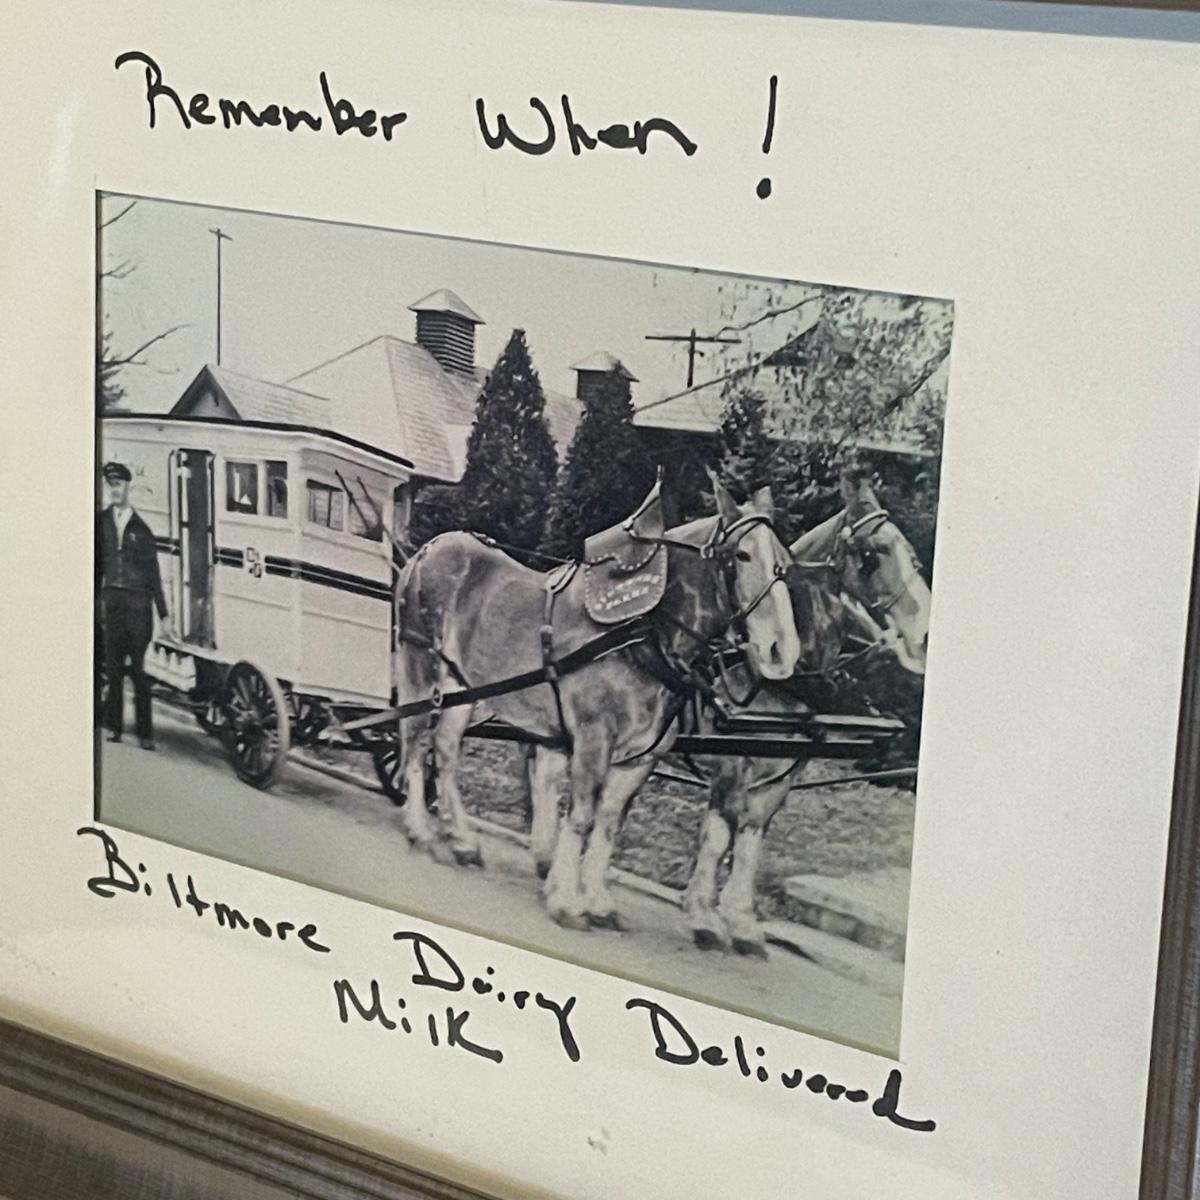 Remember When!
Biltmore Dairy Delivered
Milk